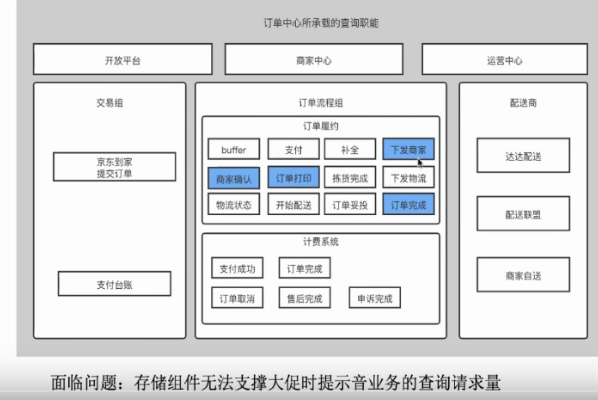 订单中心所承载的查询职能
开放平台
商家中心
运营中心
交易组
订单流程组
配送商
京东到家
提交订单
支付台账
订单履约
buffer
支付
补全
下发商家
商家确认
订单打印
拣货完成
下发物流
物流状态
开始配送
订单妥投
订单完成
计费系统
支付成功
订单完成
订单取消
售后完成
申诉完成
达达配送
配送联盟
商家自送
面临问题：存储组件无法支撑大促时提示音业务的查询请求量